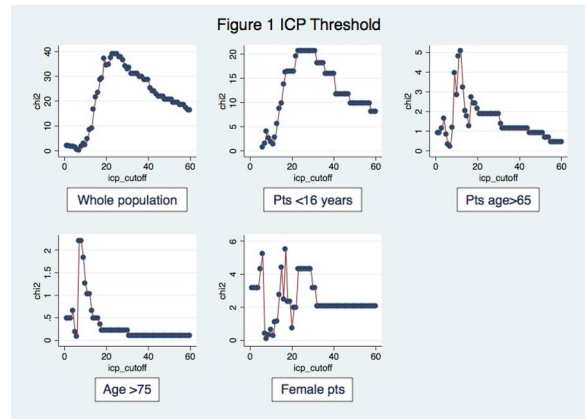 Figure 1 ICP Threshold
chi2
0 10 20 30 40
0 20 40 60
icp_cutoff
Whole population
chi2
0 5 10 15 20
0 20 40 60
icp_cutoff
Pts <16 years
chi2
0 1 2 3 4 5
0 20 40 60
icp_cutoff
Pts age>65
chi2
0 .5 1 1.5 2
0 20 40 60
icp_cutoff
Age >75
chi2
0 2 4 6
0 20 40 60
icp_cutoff
Female pts